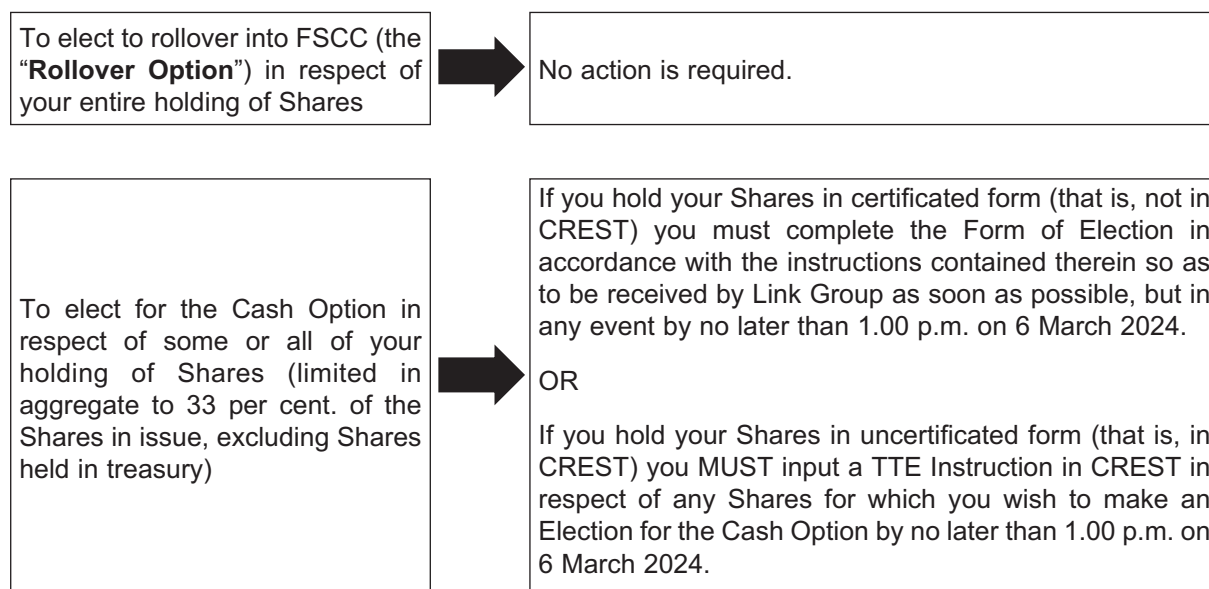 To elect to rollover into FSCC (the
“Rollover Option”) in respect of
your entire holding of Shares
No action is required.
To elect for the Cash Option in
respect of some or all of your
holding of Shares (limited in
aggregate to 33 per cent. of the
Shares in issue, excluding Shares
held in treasury)
If you hold your Shares in certificated form (that is, not in
CREST) you must complete the Form of Election in
accordance with the instructions contained therein so as
to be received by Link Group as soon as possible, but in
any event by no later than 1.00 p.m. on 6 March 2024.
OR
If you hold your Shares in uncertificated form (that is, in
CREST) you MUST input a TTE Instruction in CREST in
respect of any Shares for which you wish to make an
Election for the Cash Option by no later than 1.00 p.m. on
6 March 2024.